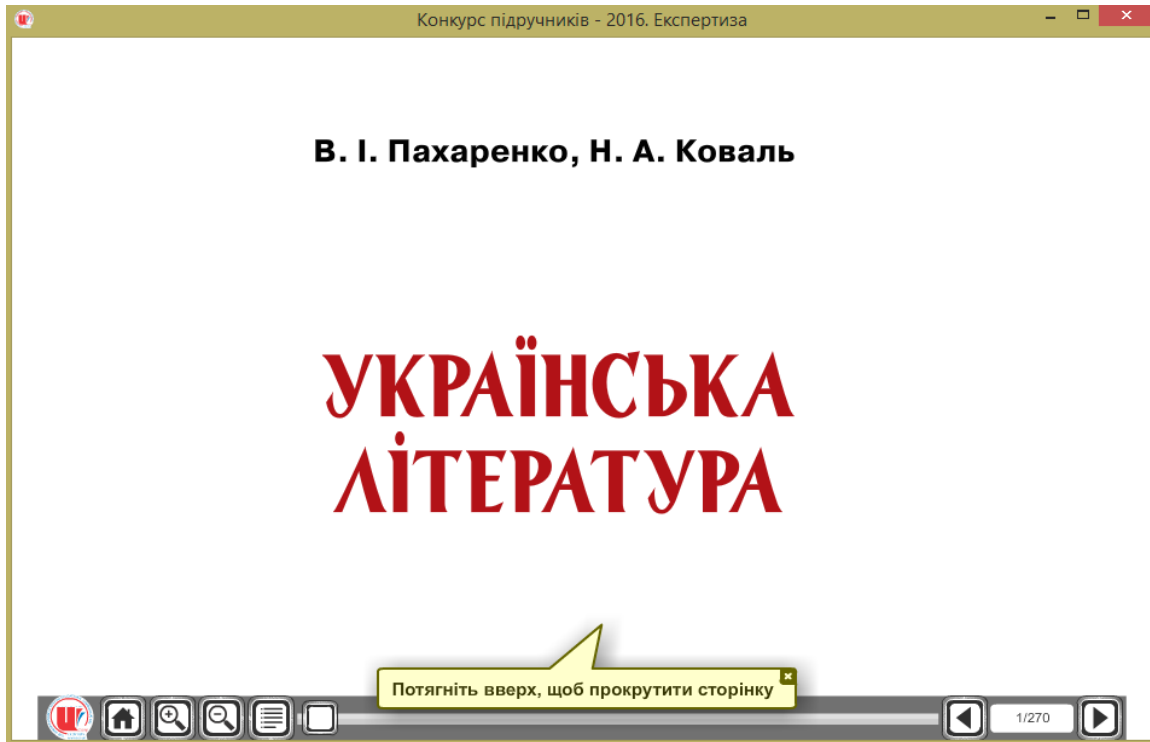 Конкурс підручників - 2016. Експертиза
В. І. Пахаренко, Н. А. Коваль
УКРАЇНСЬКА
ЛІТЕРАТУРА
Потягніть вверх, щоб прокрутити сторінку
1/270